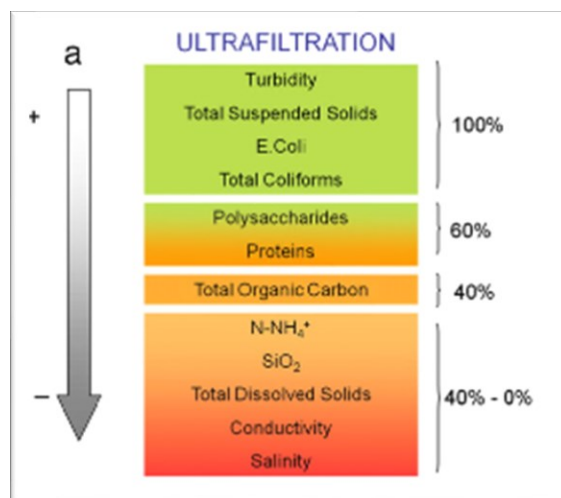 a
ULTRAFILTRATION
+
Turbidity
Total Suspended Solids
E.Coli
Total Coliforms
100%
Polysaccharides
Proteins
60%
Total Organic Carbon
40%
N-NH₄⁺
SiO₂
Total Dissolved Solids
Conductivity
Salinity
40% - 0%
−